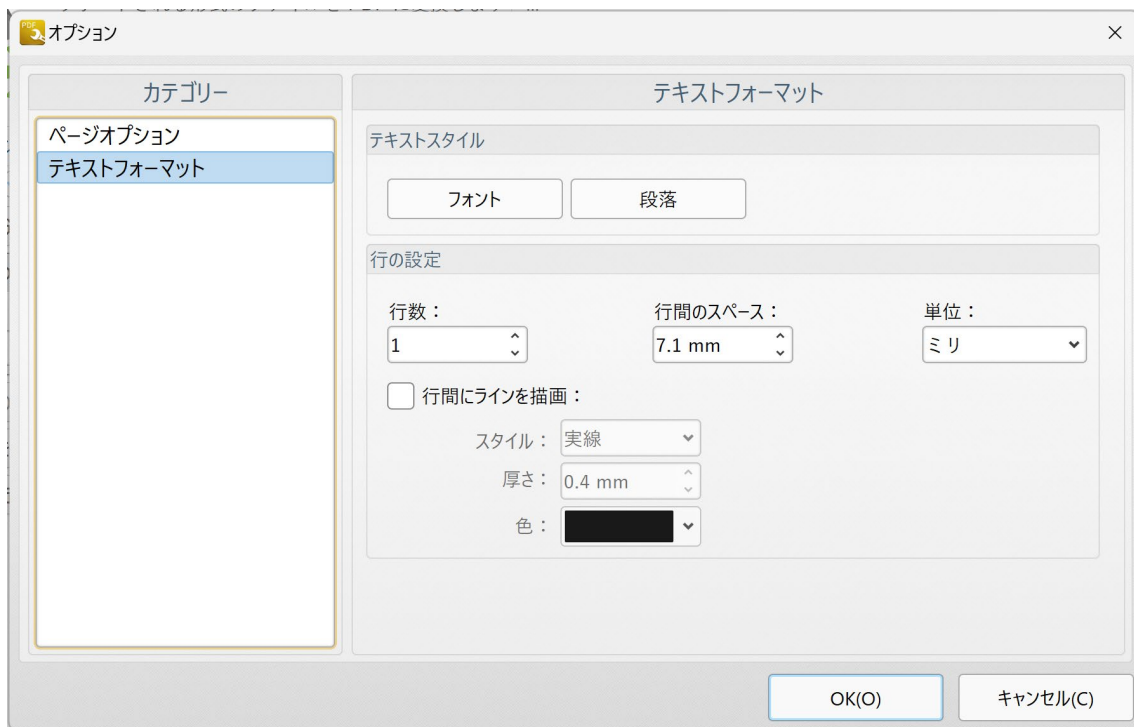 PDF
オプション
カテゴリー
ページオプション
テキストフォーマット
テキストフォーマット
テキストスタイル
フォント 段落
行の設定
行数： 行間のスペース： 単位：
1 7.1 mm ミリ
行間にラインを描画：
スタイル： 実線
厚さ： 0.4 mm
色：
OK(O) キャンセル(C)